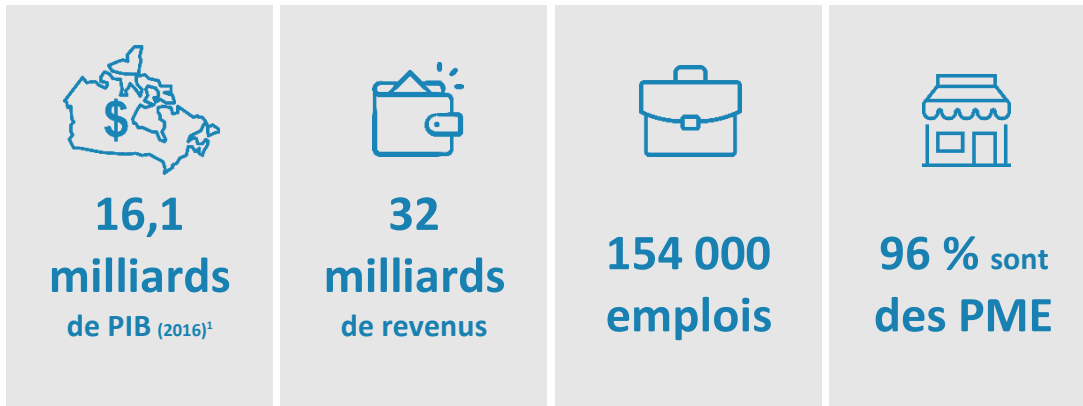 $
16,1
milliards
de PIB (2016)¹
32
milliards
de revenus
154 000
emplois
96 % sont
des PME